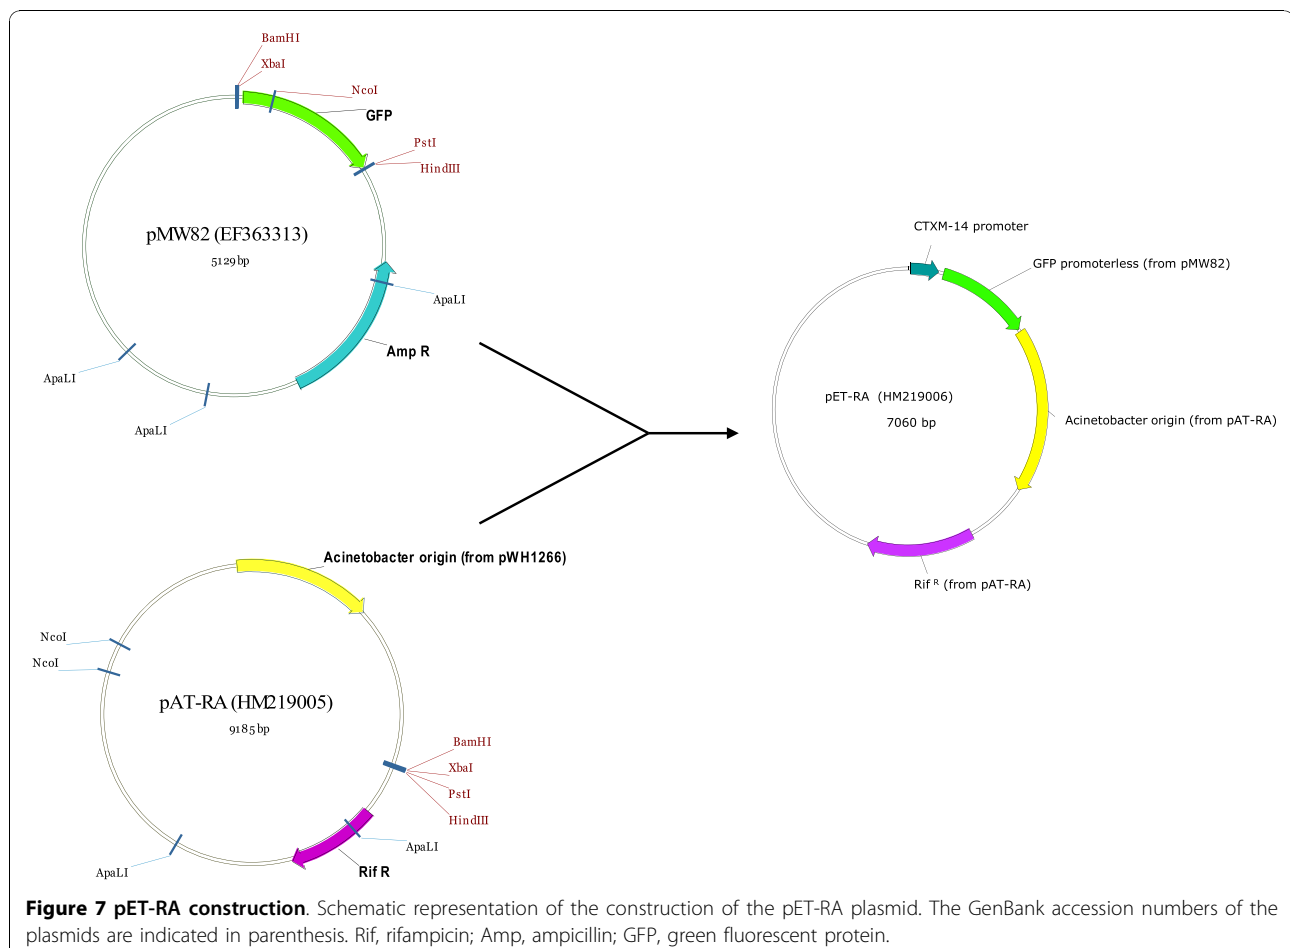 BamHI
XbaI
NcoI
GFP
PstI
HindIII
pMW82 (EF363313)
5129bp
ApaLI
Amp R
ApaLI
ApaLI
CTXM-14 promoter
GFP promoterless (from pMW82)
pET-RA (HM219006)
7060 bp
Acinetobacter origin (from pAT-RA)
Rif R (from pAT-RA)
Acinetobacter origin (from pWH1266)
NcoI
NcoI
pAT-RA (HM219005)
9185bp
BamHI
XbaI
PstI
HindIII
ApaLI
ApaLI
Rif R
Figure 7 pET-RA construction. Schematic representation of the construction of the pET-RA plasmid. The GenBank accession numbers of the
plasmids are indicated in parenthesis. Rif, rifampicin; Amp, ampicillin; GFP, green fluorescent protein.